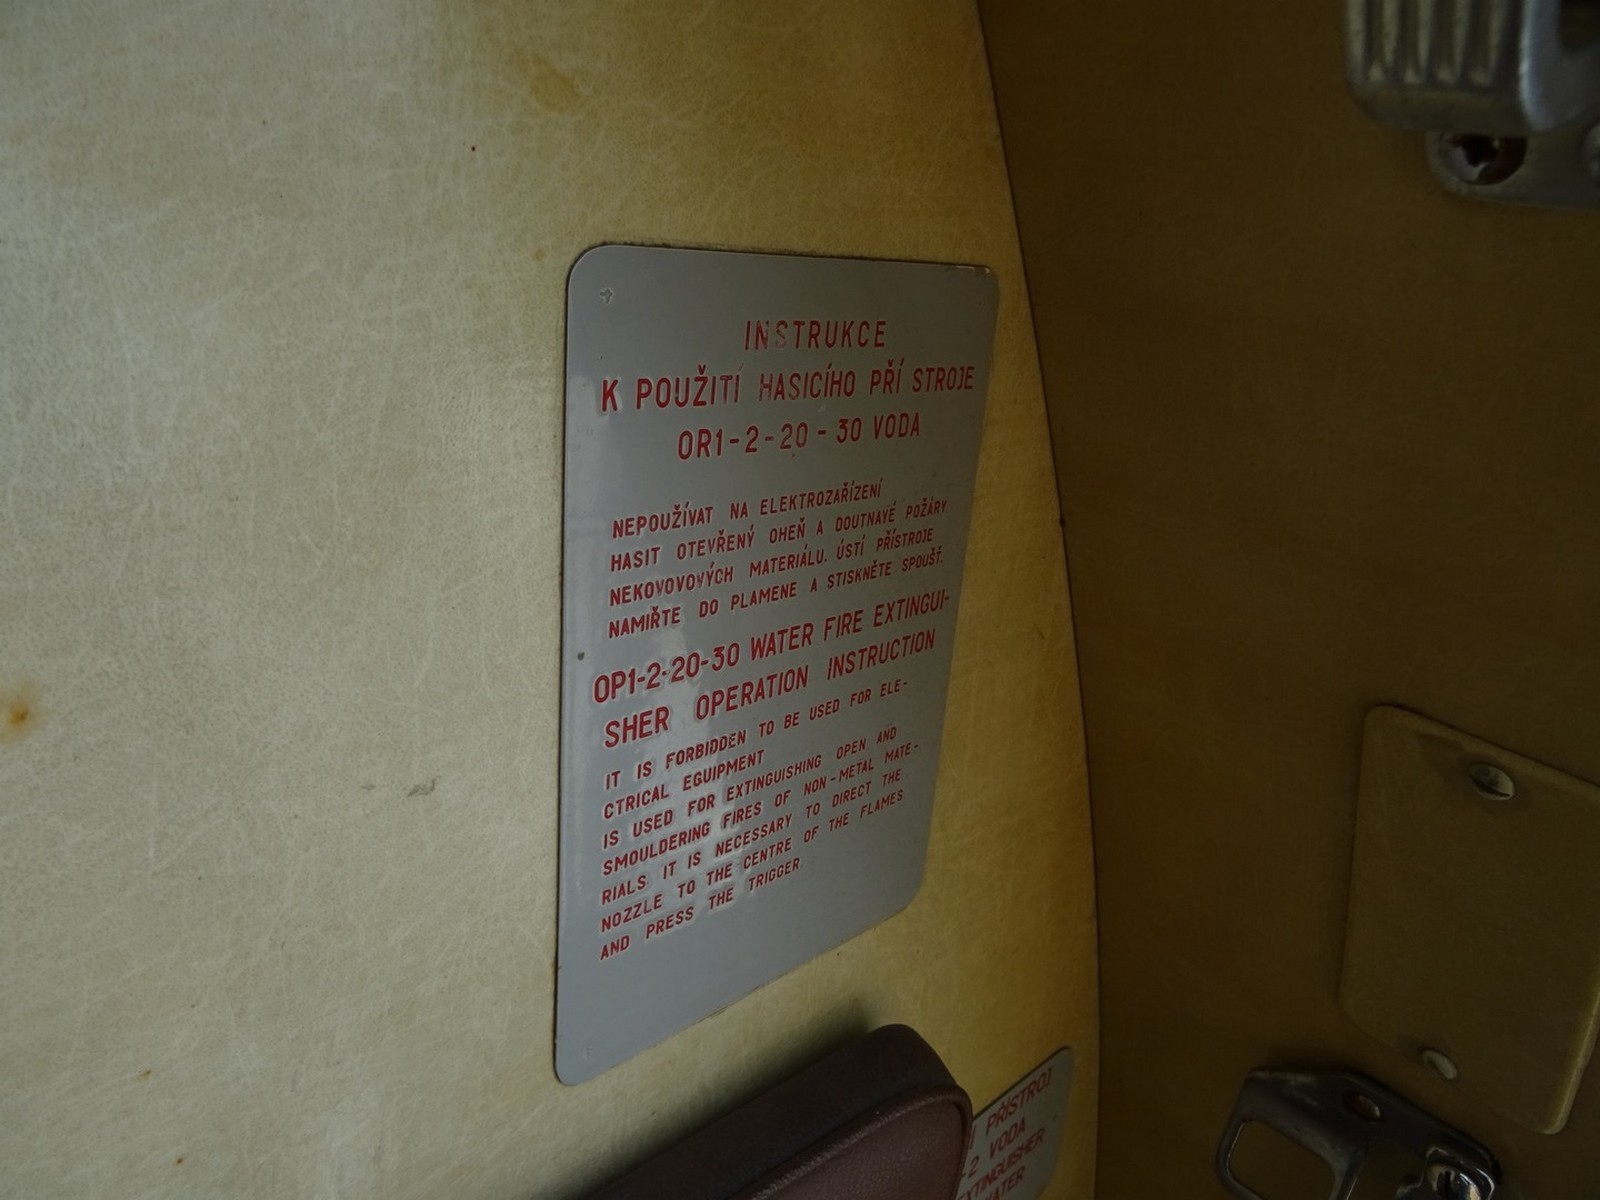 INSTRUKCE
K POUŽITÍ HASICÍHO PŘÍ STROJE
OR1-2-20-30 VODA
NEPOUŽÍVAT NA ELEKTROZAŘÍZENÍ
HASIT OTEVŘENÝ OHEŇ A DOUTNAVÉ POŽÁRY
NEKOVOVOVÝCH MATERIÁLU. ÚSTÍ PŘÍSTROJE
NAMIŘTE DO PLAMENE A STISKNĚTE SPOUŠŤ.
OP1-2-20-30 WATER FIRE EXTINGUI-
SHER OPERATION INSTRUCTION
IT IS FORBIDDEN TO BE USED FOR ELE-
CTRICAL EQUIPMENT
IS USED FOR EXTINGUISHING OPEN AND
SMOULDERING FIRES OF NON-METAL MATE-
RIALS. IT IS NECESSARY TO DIRECT THE
NOZZLE TO THE CENTRE OF THE FLAMES
AND PRESS THE TRIGGER.
PŘÍSTROJ
-2 VODA
EXTINGUISHER
WATER